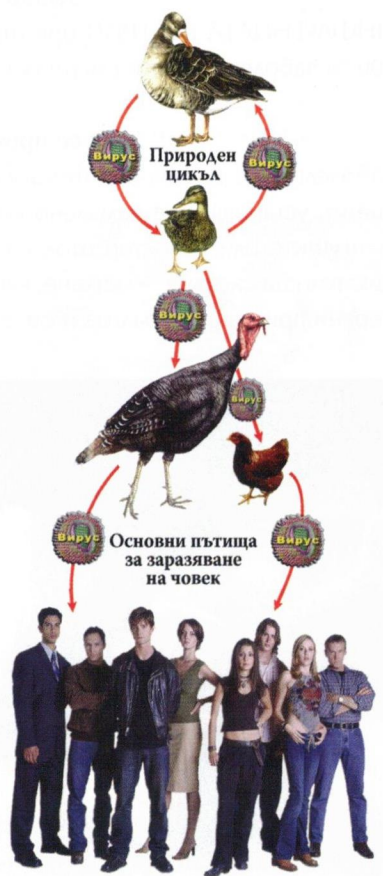 Вирус
Природен
цикъл
Вирус
Вирус
Вирус
Вирус
Основни пътища
за заразяване
на човек
Вирус